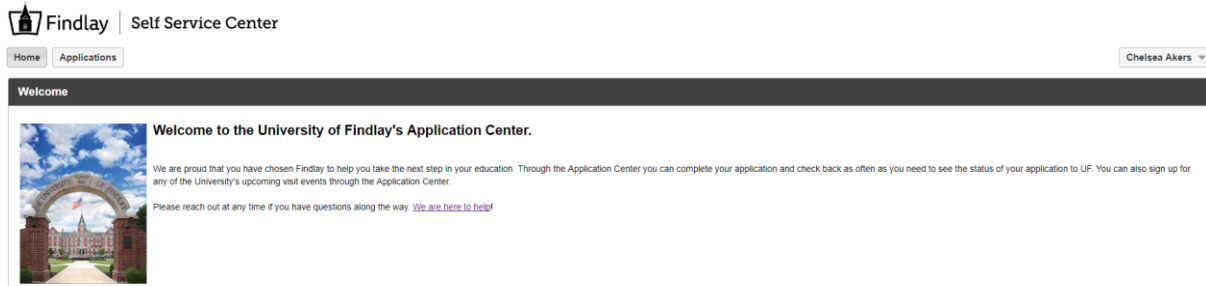 Findlay | Self Service Center
Home Applications Chelsea Akers
Welcome
Welcome to the University of Findlay's Application Center.
We are proud that you have chosen Findlay to help you take the next step in your education. Through the Application Center you can complete your application and check back as often as you need to see the status of your application to UF. You can also sign up for
any of the University's upcoming visit events through the Application Center.
Please reach out at any time if you have questions along the way. We are here to help!